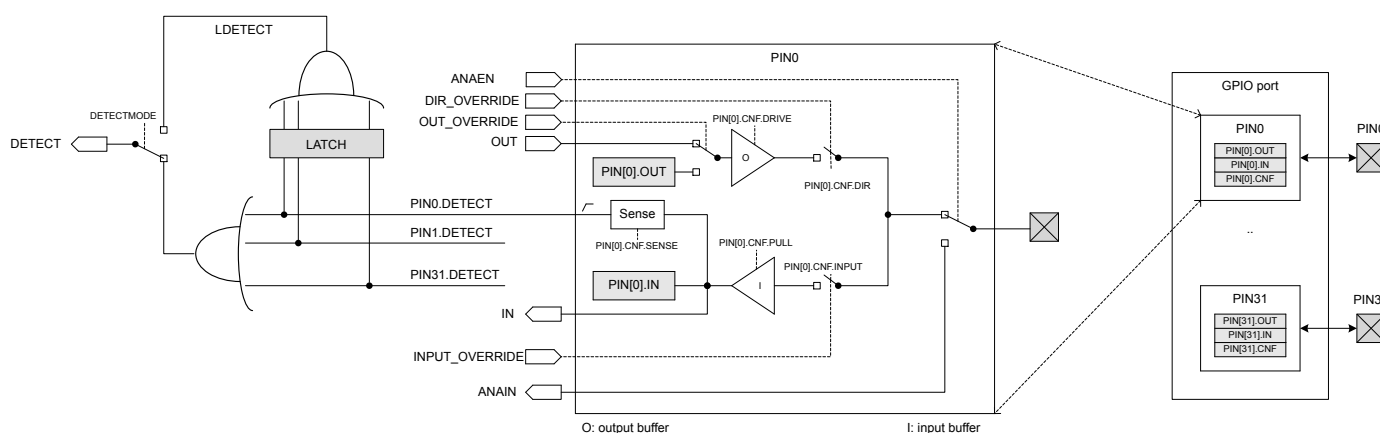 LDETECT
DETECTMODE
DETECT
LATCH
PIN0.DETECT
PIN1.DETECT
PIN31.DETECT
PIN0
ANAEN
DIR_OVERRIDE
OUT_OVERRIDE
OUT
PIN[0].CNF.DRIVE
O
PIN[0].OUT
PIN[0].CNF.DIR
Sense
PIN[0].CNF.SENSE
PIN[0].CNF.PULL
PIN[0].CNF.INPUT
PIN[0].IN
I
IN
INPUT_OVERRIDE
ANAIN
O: output buffer
I: input buffer
GPIO port
PIN0
PIN[0].OUT
PIN[0].IN
PIN[0].CNF
PIN0
..
PIN31
PIN[31].OUT
PIN[31].IN
PIN[31].CNF
PIN3